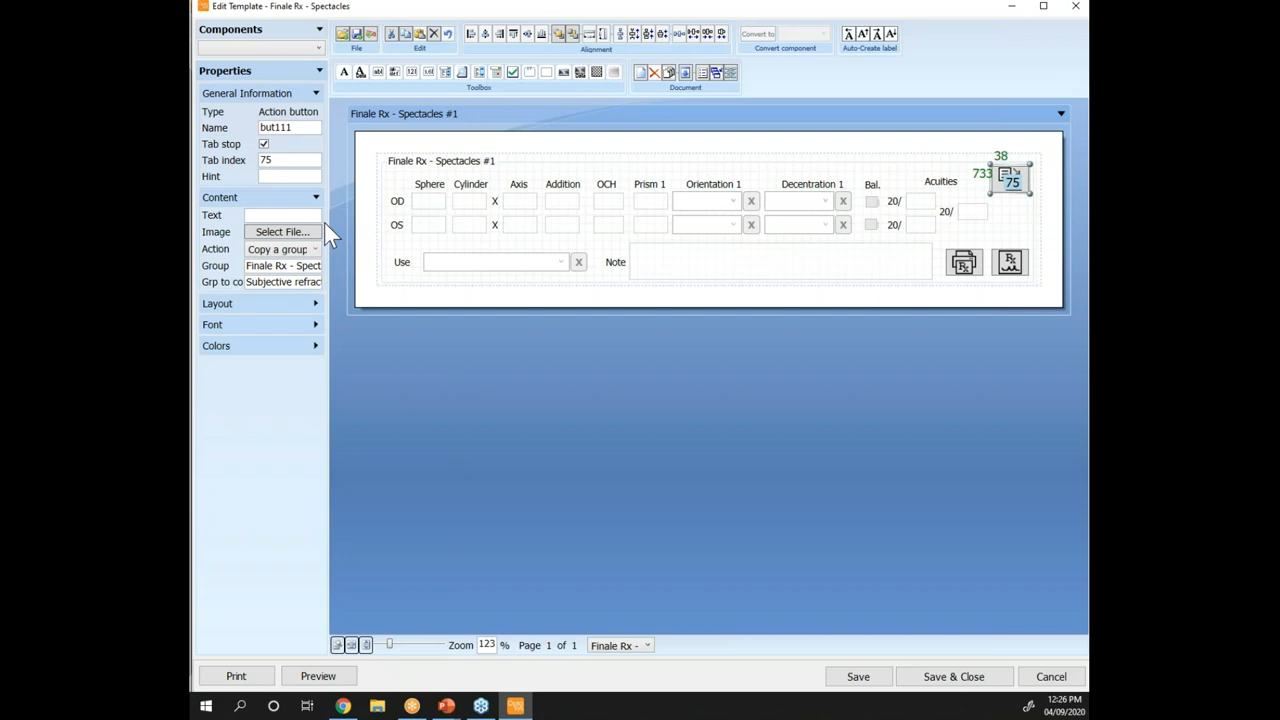 Edit Template - Finale Rx - Spectacles
Components
File
Edit
Alignment
Convert to
Convert component
Auto-Create label
Properties
Toolbox
Document
General Information
Type Action button
Name but111
Tab stop
Tab index 75
Hint
Content
Text
Image Select File...
Action Copy a group
Group Finale Rx - Spect
Grp to co Subjective refrac
Layout
Font
Colors
Finale Rx - Spectacles #1
Finale Rx - Spectacles #1
38
733
75
Sphere Cylinder Axis Addition OCH Prism 1 Orientation 1 Decentration 1 Bal. Acuities
OD X X X 20/
20/
OS X X X 20/
Use X Note
Rx
Rx
Zoom 123 % Page 1 of 1 Finale Rx -
Print
Preview
Save
Save & Close
Cancel
12:26 PM
04/09/2020